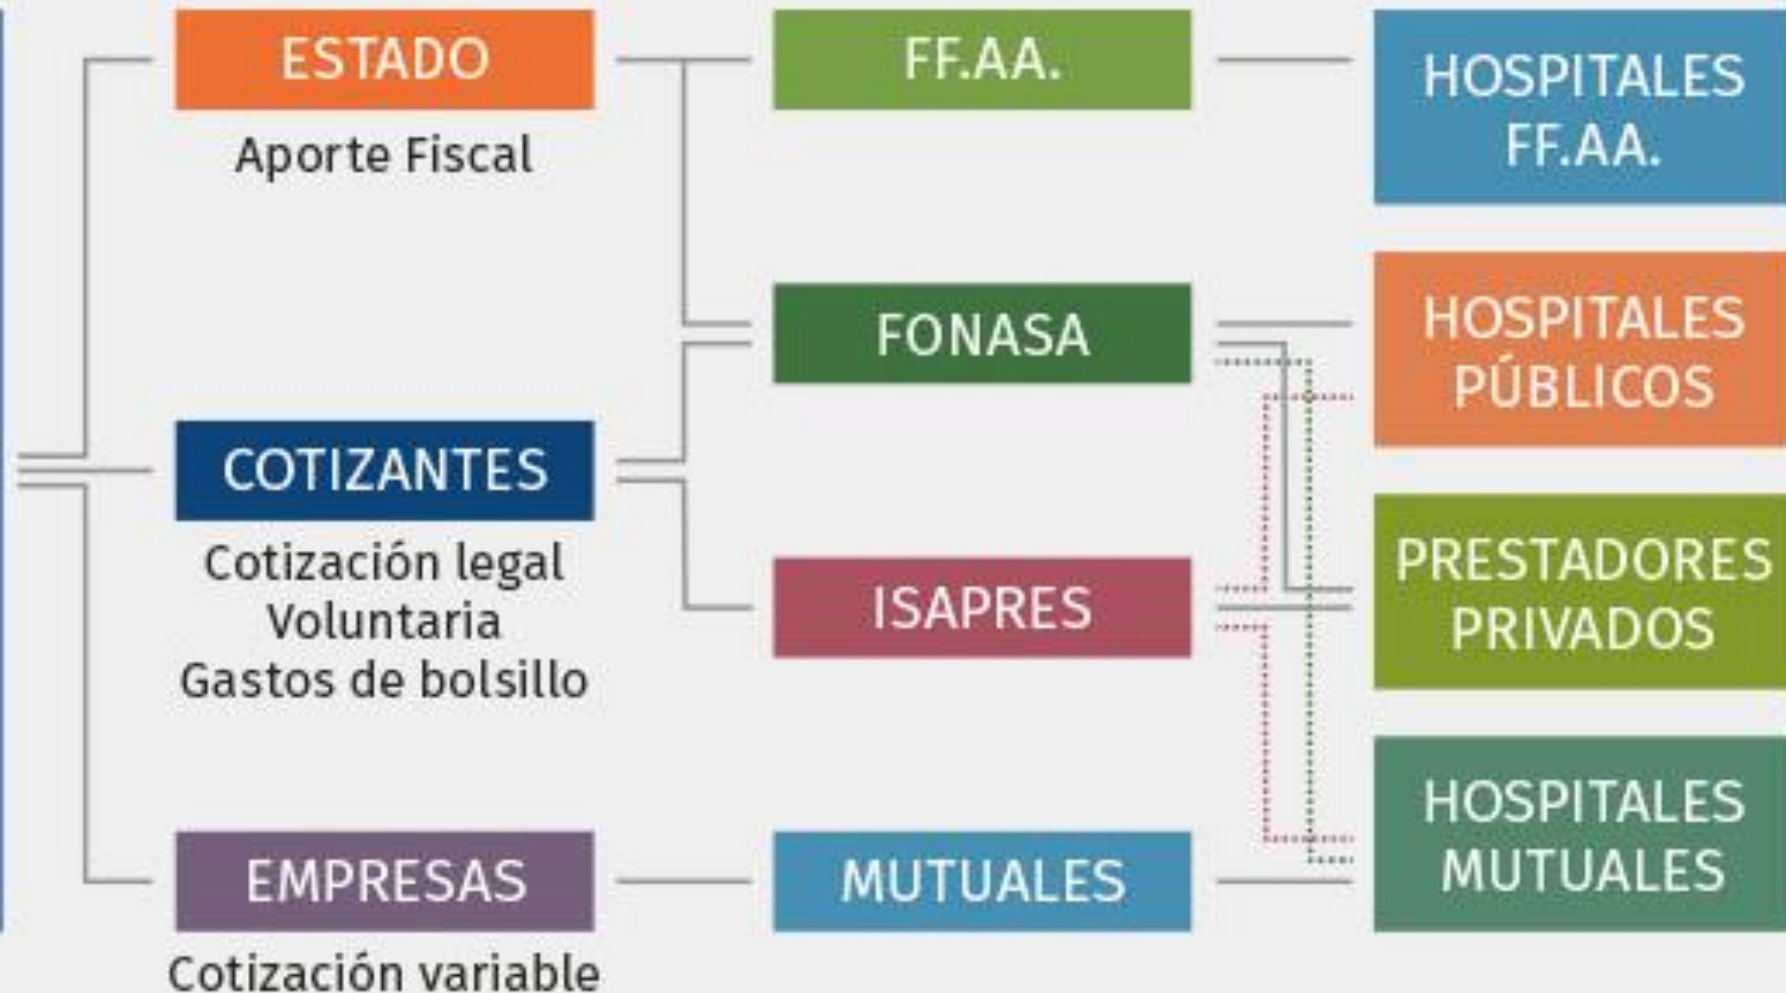 ESTADO
Aporte Fiscal
COTIZANTES
Cotización legal
Voluntaria
Gastos de bolsillo
EMPRESAS
Cotización variable
FF.AA.
FONASA
ISAPRES
MUTUALES
HOSPITALES
FF.AA.
HOSPITALES
PÚBLICOS
PRESTADORES
PRIVADOS
HOSPITALES
MUTUALES